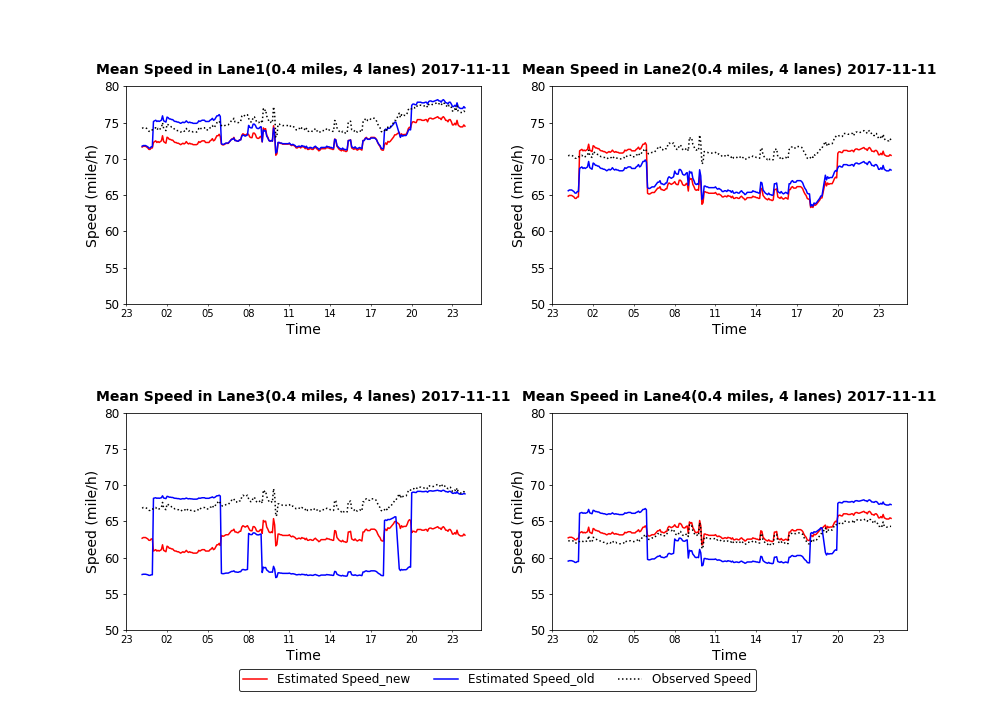 Mean Speed in Lane1(0.4 miles, 4 lanes) 2017-11-11
80
75
70
65
60
55
50
Speed (mile/h)
23 02 05 08 11 14 17 20 23
Time
Mean Speed in Lane2(0.4 miles, 4 lanes) 2017-11-11
80
75
70
65
60
55
50
Speed (mile/h)
23 02 05 08 11 14 17 20 23
Time
Mean Speed in Lane3(0.4 miles, 4 lanes) 2017-11-11
80
75
70
65
60
55
50
Speed (mile/h)
23 02 05 08 11 14 17 20 23
Time
Mean Speed in Lane4(0.4 miles, 4 lanes) 2017-11-11
80
75
70
65
60
55
50
Speed (mile/h)
23 02 05 08 11 14 17 20 23
Time
Estimated Speed_new Estimated Speed_old Observed Speed